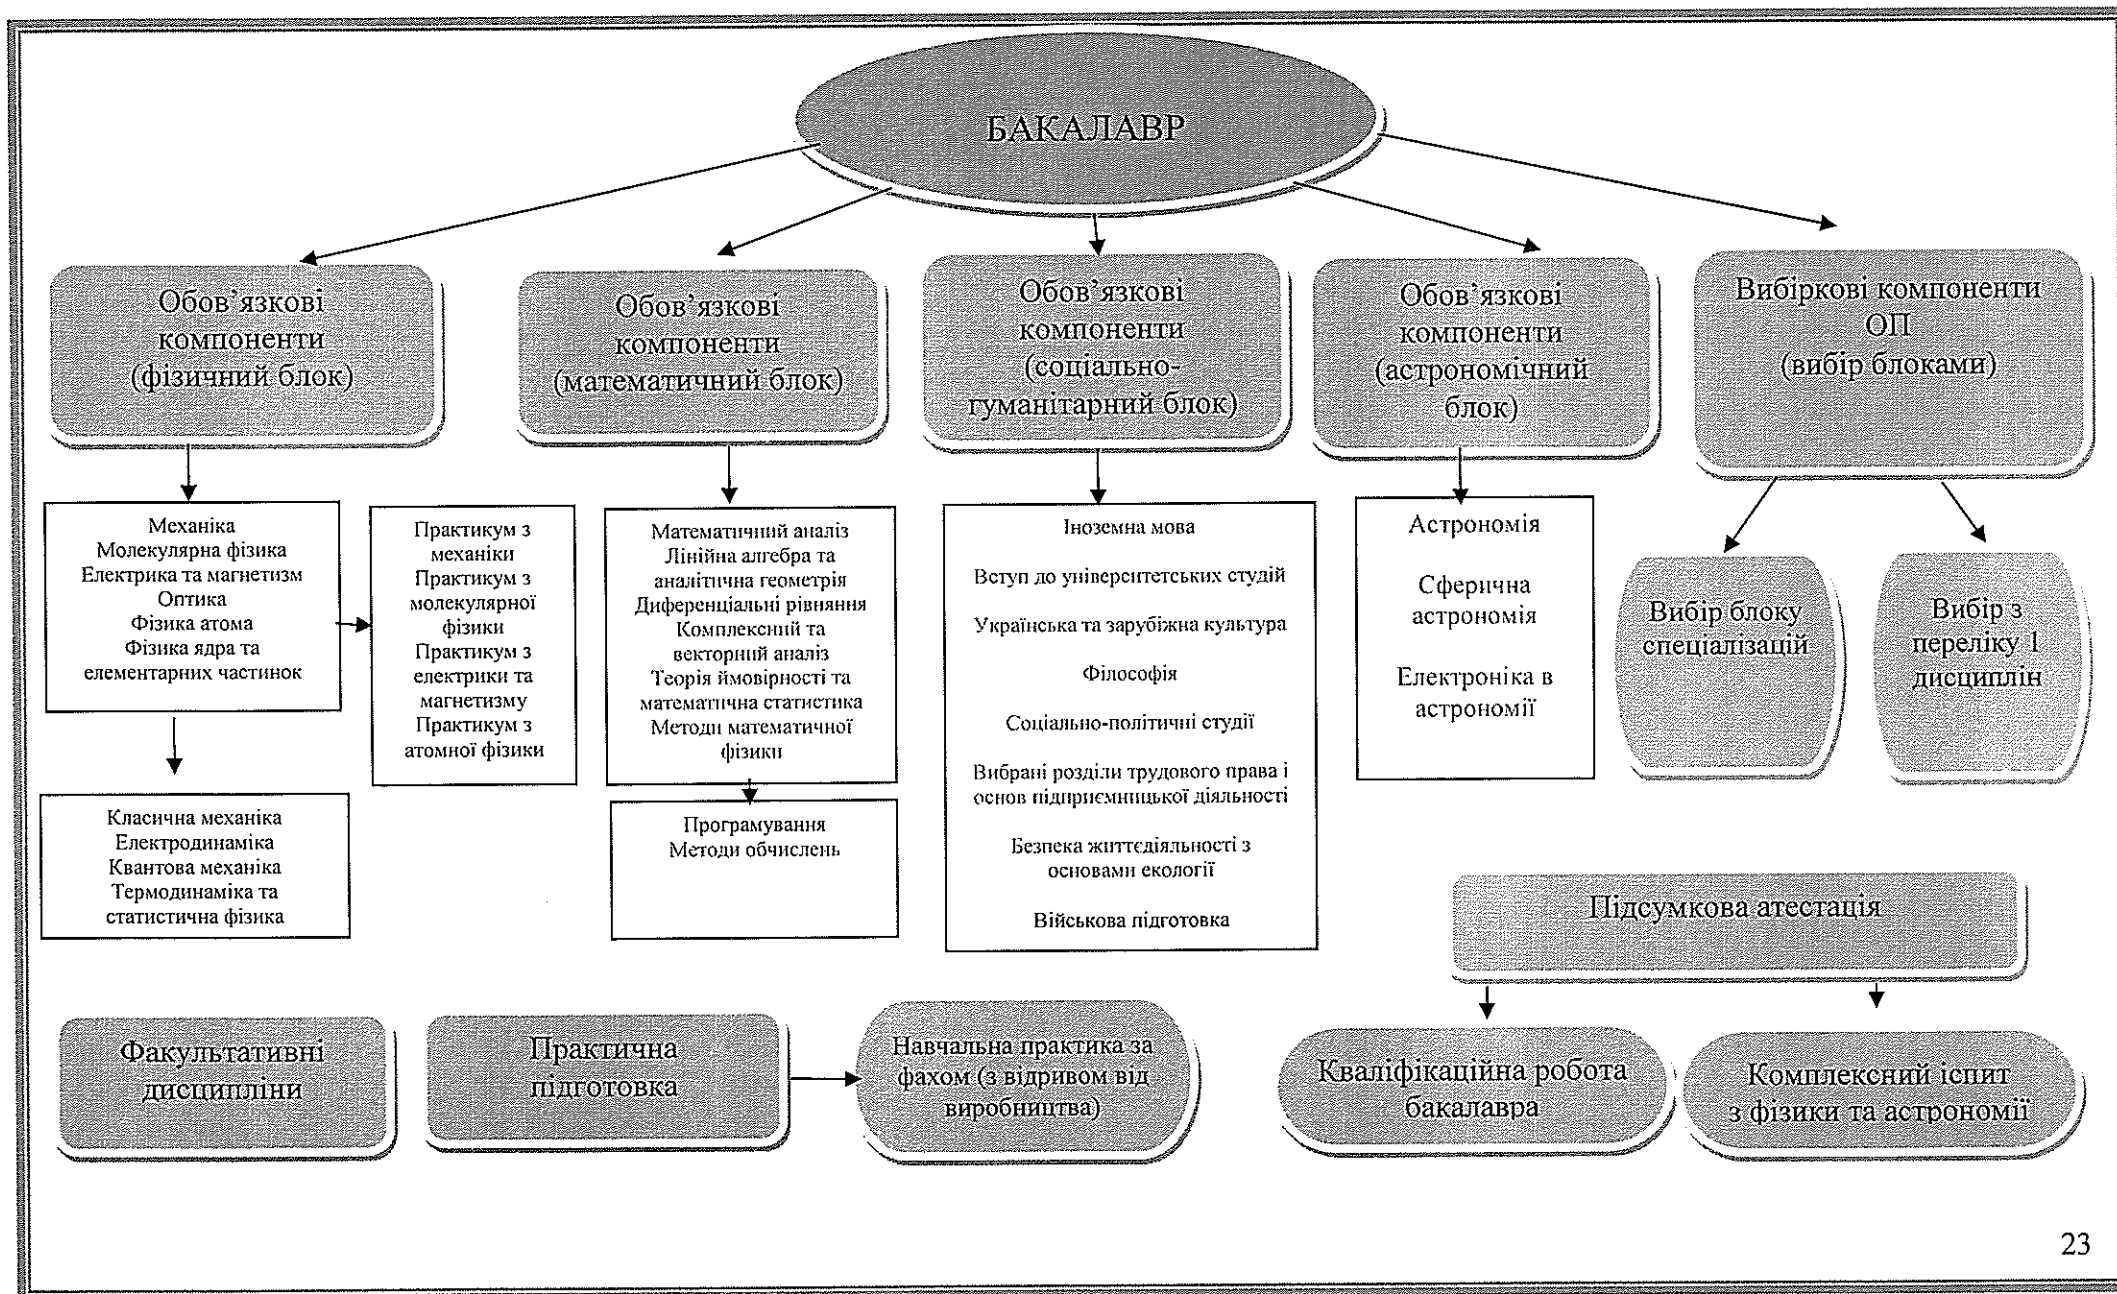 БАКАЛАВР
Обов’язкові
компоненти
(фізичний блок)
Обов’язкові
компоненти
(математичний блок)
Обов’язкові
компоненти
(соціально-
гуманітарний блок)
Обов’язкові
компоненти
(астрономічний
блок)
Вибіркові компоненти
ОП
(вибір блоками)
Механіка
Молекулярна фізика
Електрика та магнетизм
Оптика
Фізика атома
Фізика ядра та
елементарних частинок
Практикум з
механіки
Практикум з
молекулярної
фізики
Практикум з
електрики та
магнетизму
Практикум з
атомної фізики
Математичний аналіз
Лінійна алгебра та
аналітична геометрія
Диференціальні рівняння
Комплексний та
векторний аналіз
Теорія ймовірності та
математична статистика
Методи математичної
фізики
Іноземна мова
Вступ до університетських студій
Українська та зарубіжна культура
Філософія
Соціально-політичні студії
Вибрані розділи трудового права і
основ підприємницької діяльності
Безпека життєдіяльності з
основами екології
Військова підготовка
Астрономія
Сферична
астрономія
Електроніка в
астрономії
Вибір блоку
спеціалізацій
Вибір з
переліку 1
дисциплін
Класична механіка
Електродинаміка
Квантова механіка
Термодинаміка та
статистична фізика
Програмування
Методи обчислень
Підсумкова атестація
Факультативні
дисципліни
Практична
підготовка
Навчальна практика за
фахом (з відривом від
виробництва)
Кваліфікаційна робота
бакалавра
Комплексний іспит
з фізики та астрономії
23